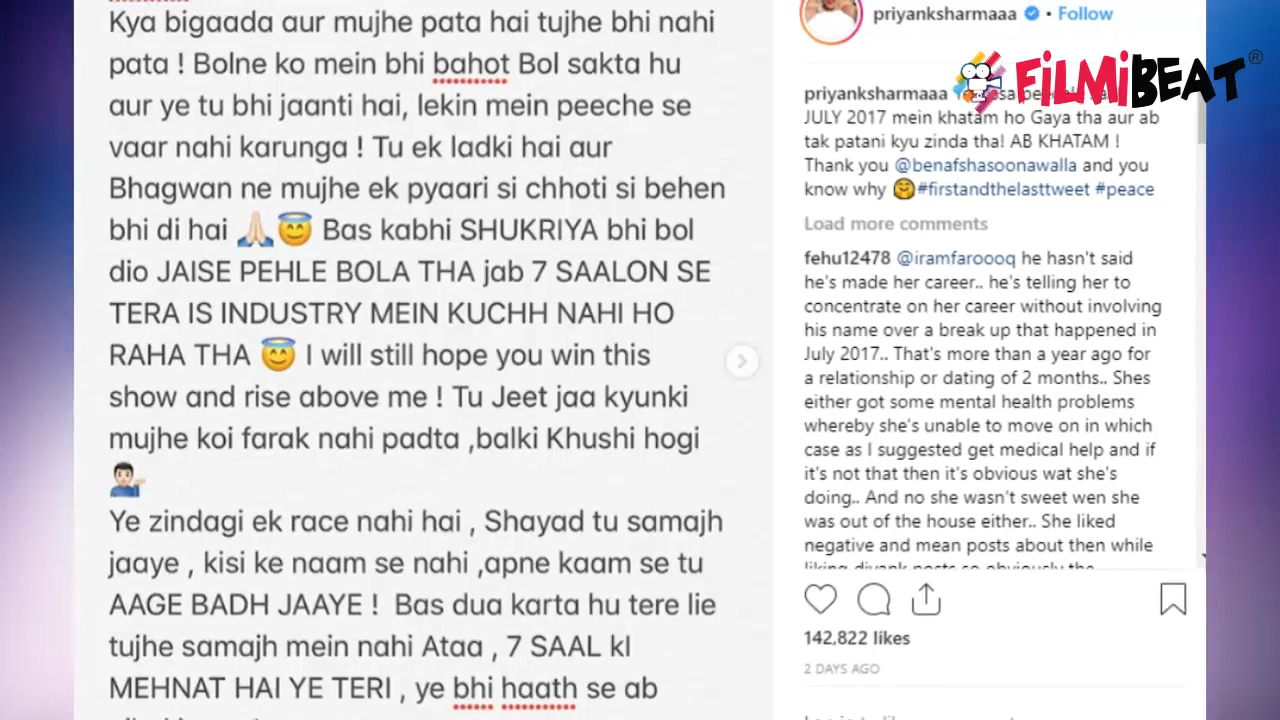 Kya bigaada aur mujhe pata hai tujhe bhi nahi
pata ! Bolne ko mein bhi bahot Bol sakta hu
aur ye tu bhi jaanti hai, lekin mein peeche se
vaar nahi karunga ! Tu ek ladki hai aur
Bhagwan ne mujhe ek pyaari si chhoti si behen
bhi di hai 🙏🏻😇 Bas kabhi SHUKRIYA bhi bol
dio JAISE PEHLE BOLA THA jab 7 SAALON SE
TERA IS INDUSTRY MEIN KUCHH NAHI HO
RAHA THA 😇 I will still hope you win this
show and rise above me ! Tu Jeet jaa kyunki
mujhe koi farak nahi padta ,balki Khushi hogi
💁🏻‍♂️
Ye zindagi ek race nahi hai , Shayad tu samajh
jaaye , kisi ke naam se nahi ,apne kaam se tu
AAGE BADH JAAYE ! Bas dua karta hu tere lie
tujhe samajh mein nahi Ataa , 7 SAAL kI
MEHNAT HAI YE TERI , ye bhi haath se ab
priyanksharmaaa • Follow
FiLMiBEAT®
priyanksharmaaa
JULY 2017 mein khatam ho Gaya tha aur ab
tak patani kyu zinda tha! AB KHATAM !
Thank you @benafshasoonawalla and you
know why 🤗#firstandthelasttweet #peace
Load more comments
fehu12478 @iramfaroooq he hasn't said
he's made her career.. he's telling her to
concentrate on her career without involving
his name over a break up that happened in
July 2017.. That's more than a year ago for
a relationship or dating of 2 months.. Shes
either got some mental health problems
whereby she's unable to move on in which
case as I suggested get medical help and if
it's not that then it's obvious wat she's
doing.. And no she wasn't sweet wen she
was out of the house either.. She liked
negative and mean posts about then while
liking divank posts so obviously the
142,822 likes
2 DAYS AGO